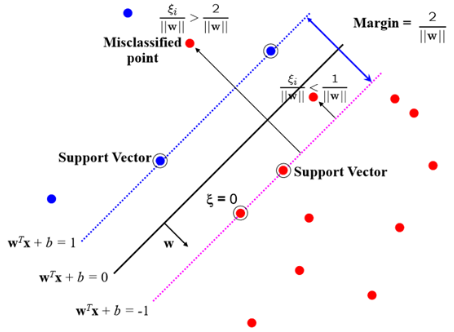 ξᵢ/||w|| > 2/||w||
Misclassified
point
Margin = 2/||w||
ξᵢ/||w|| < 1/||w||
Support Vector
Support Vector
ξ = 0
w
wᵀx + b = 1
wᵀx + b = 0
wᵀx + b = -1